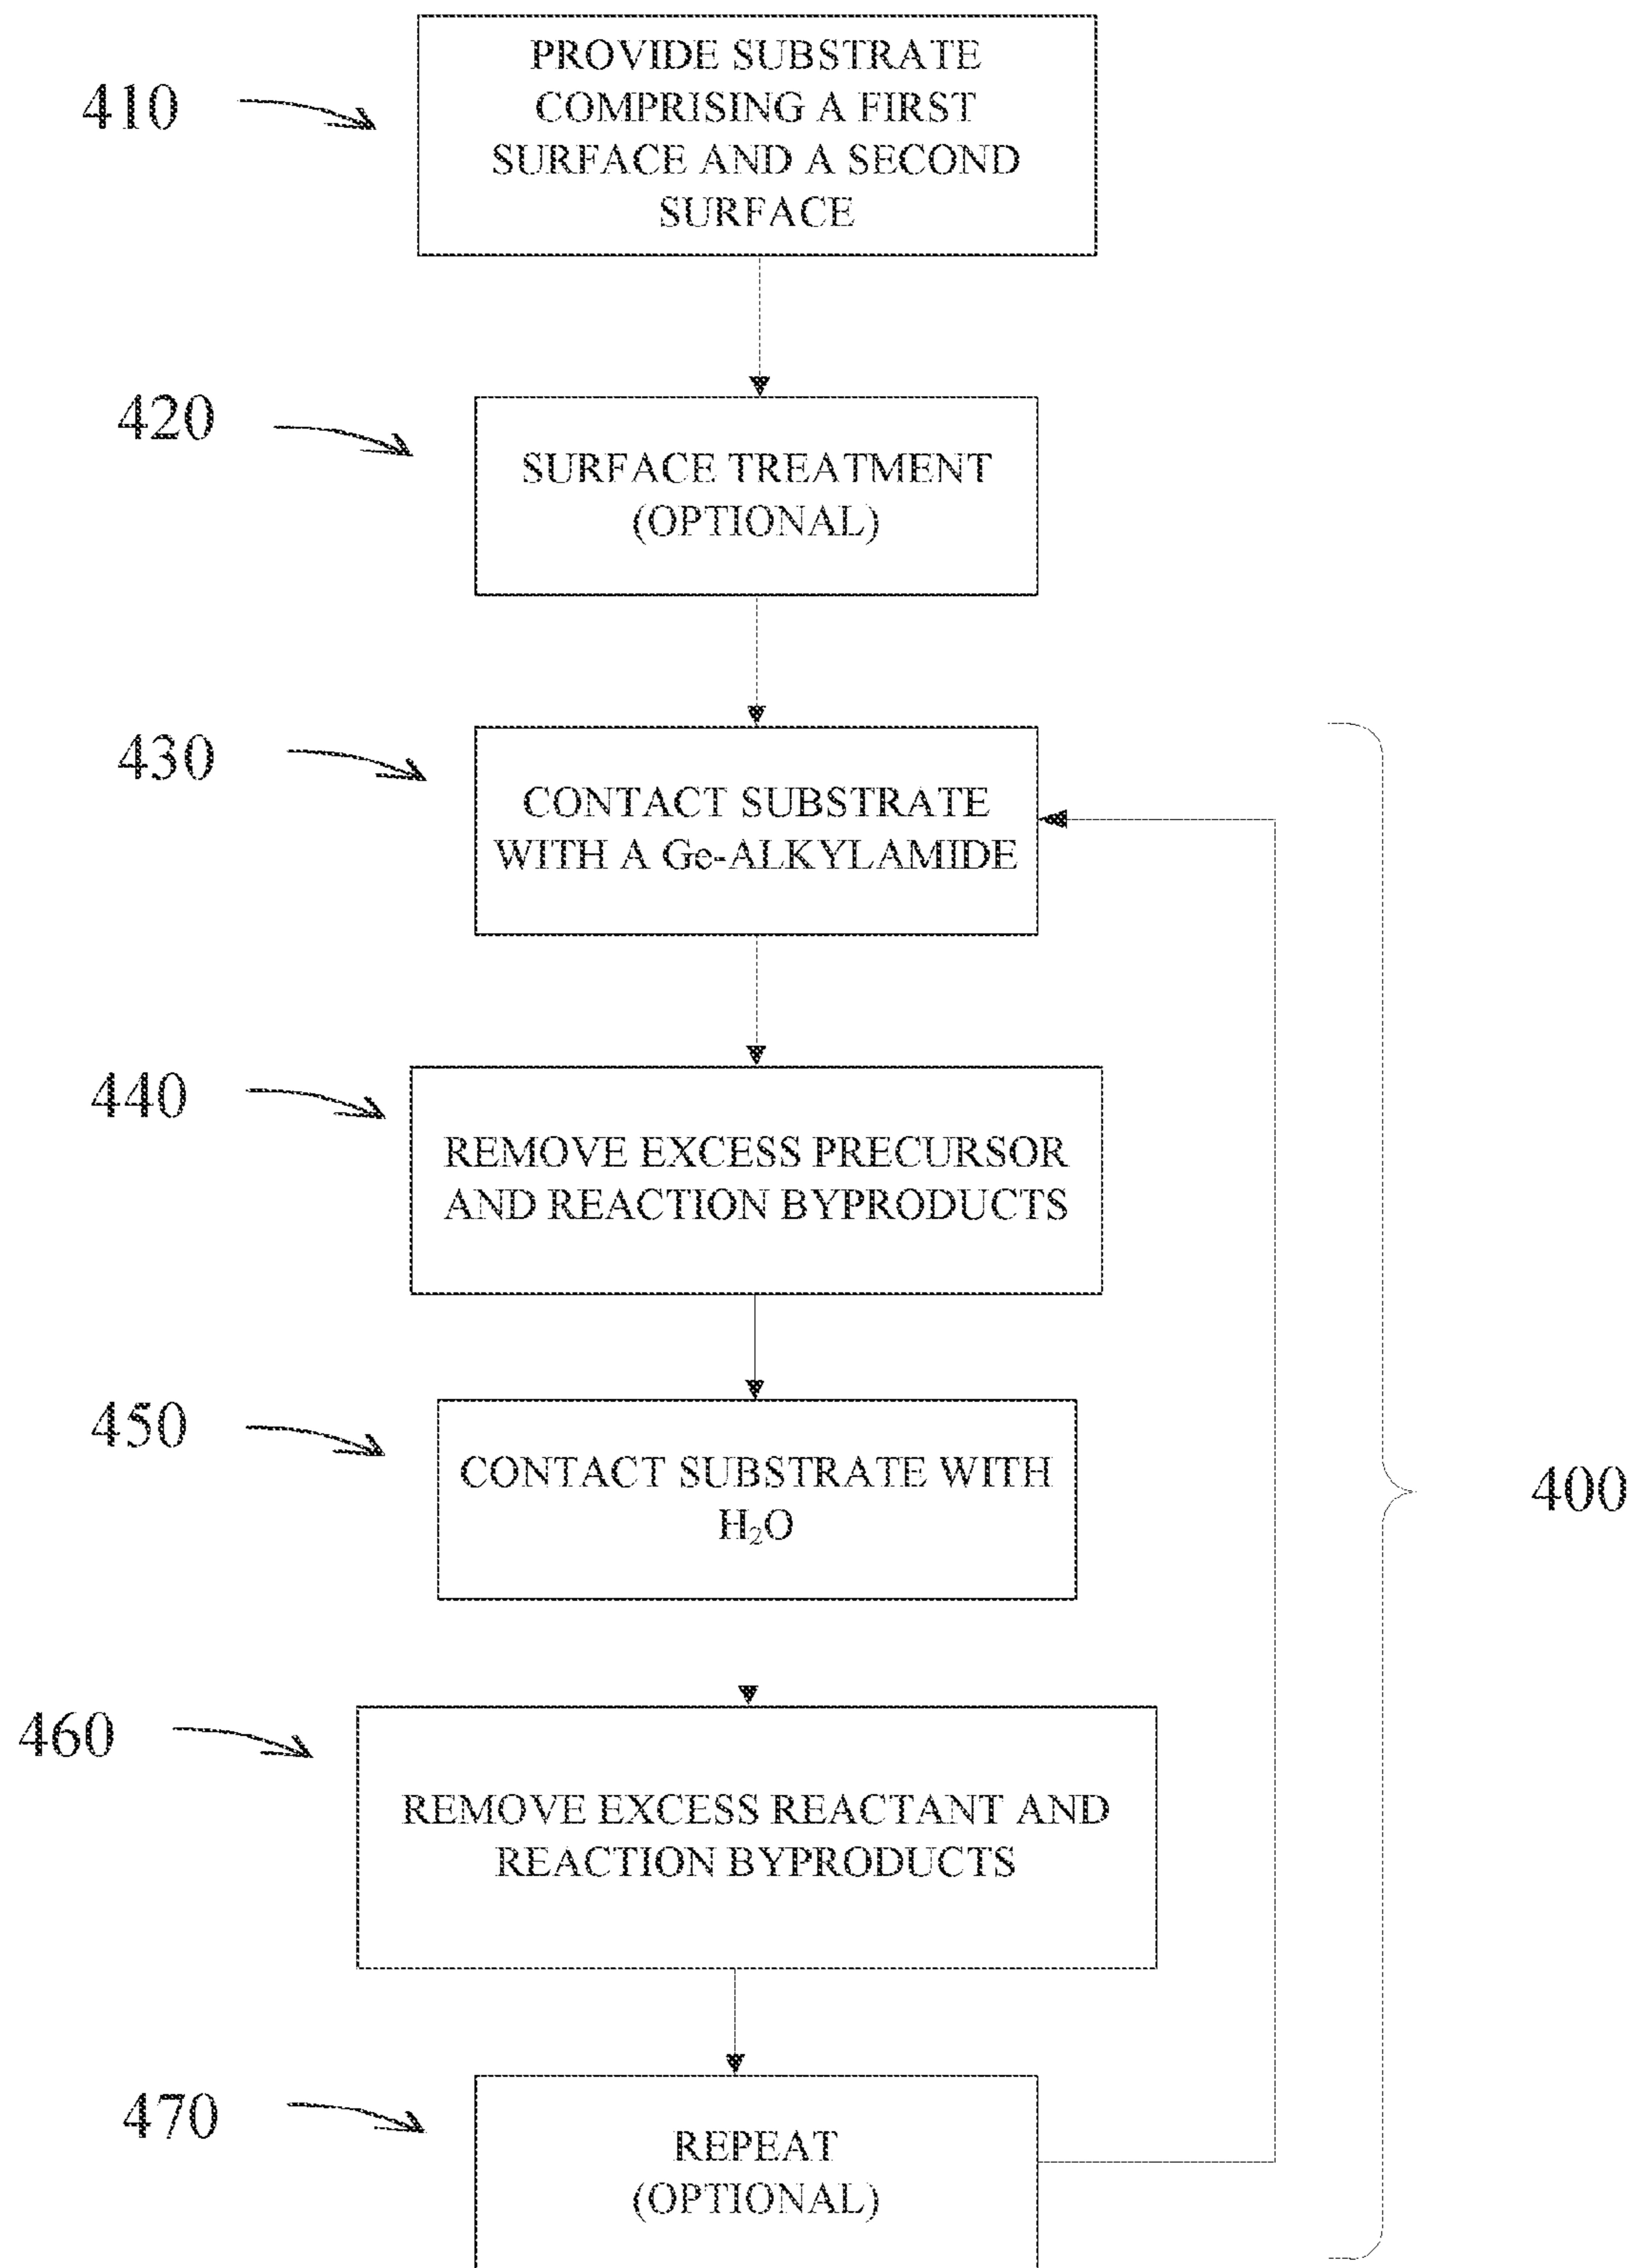 410
PROVIDE SUBSTRATE
COMPRISING A FIRST
SURFACE AND A SECOND
SURFACE
420
SURFACE TREATMENT
(OPTIONAL)
430
CONTACT SUBSTRATE
WITH A Ge-ALKYLAMIDE
440
REMOVE EXCESS PRECURSOR
AND REACTION BYPRODUCTS
450
CONTACT SUBSTRATE WITH
H₂O
400
460
REMOVE EXCESS REACTANT AND
REACTION BYPRODUCTS
470
REPEAT
(OPTIONAL)